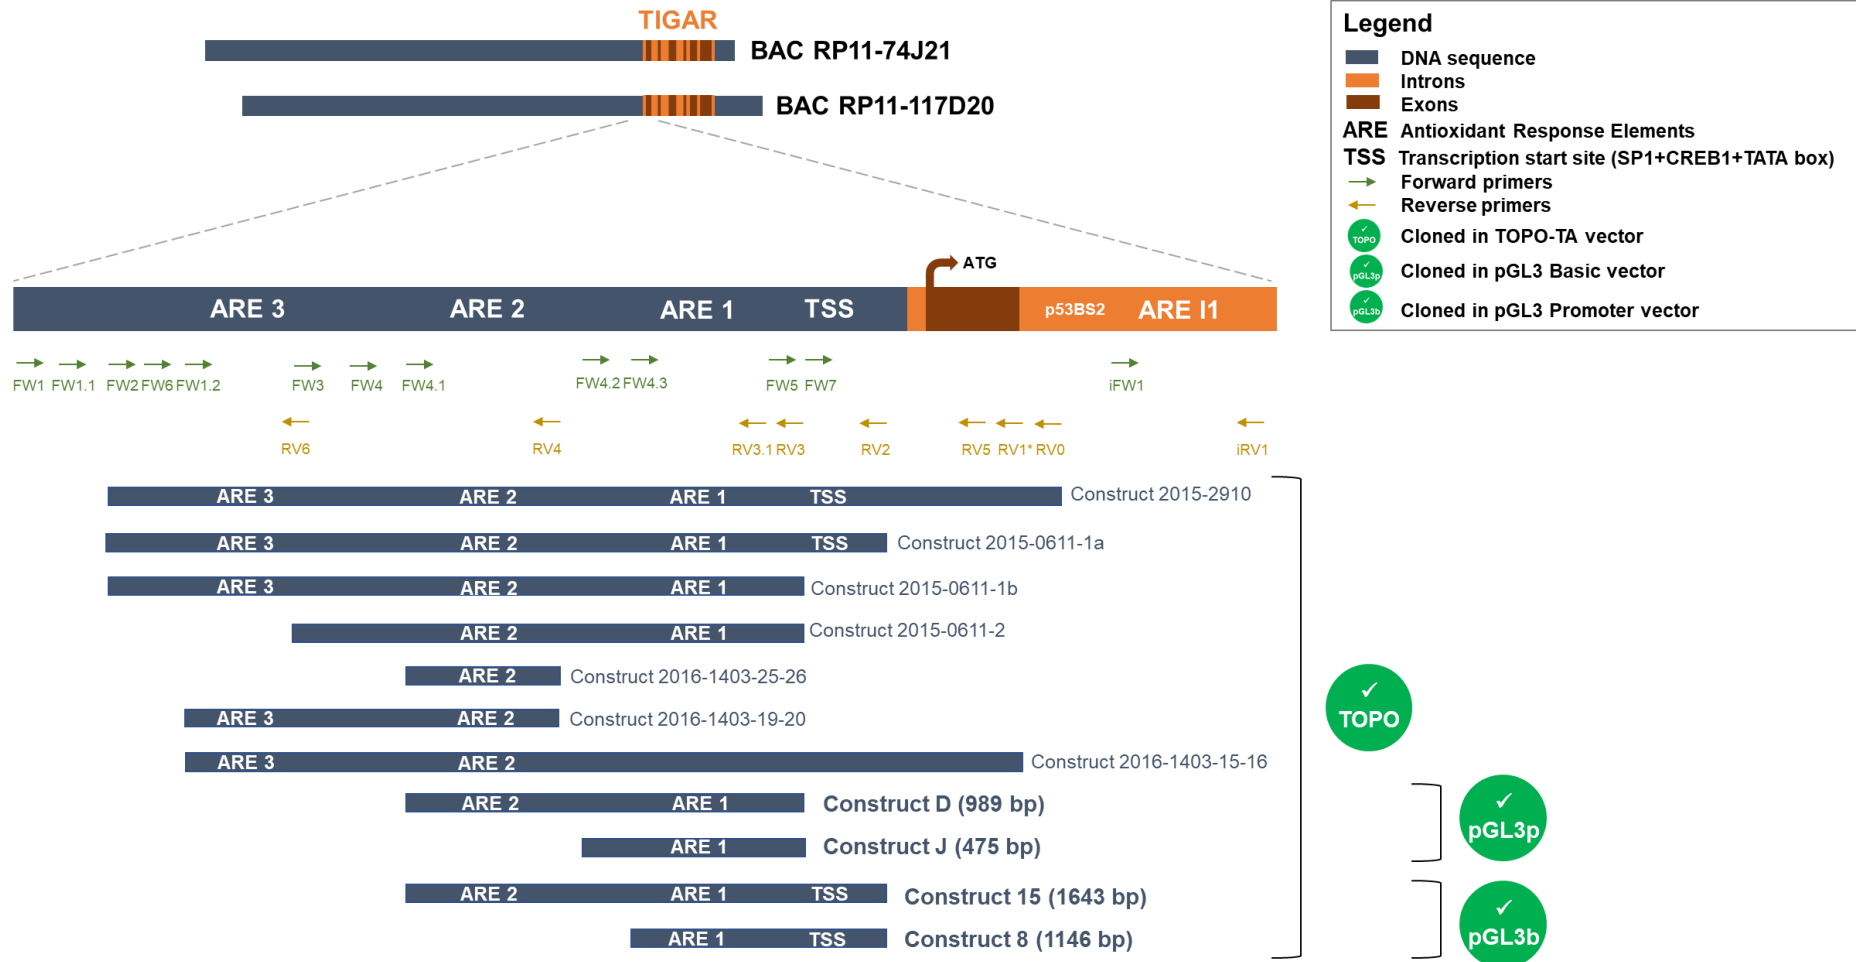 TIGAR
BAC RP11-74J21
BAC RP11-117D20
Legend
DNA sequence
Introns
Exons
ARE Antioxidant Response Elements
TSS Transcription start site (SP1+CREB1+TATA box)
Forward primers
Reverse primers
✓ TOPO Cloned in TOPO-TA vector
✓ pGL3p Cloned in pGL3 Basic vector
✓ pGL3b Cloned in pGL3 Promoter vector
ATG
ARE 3 ARE 2 ARE 1 TSS p53BS2 ARE I1
FW1 FW1.1 FW2 FW6 FW1.2 FW3 FW4 FW4.1 FW4.2 FW4.3 FW5 FW7 iFW1
RV6 RV4 RV3.1 RV3 RV2 RV5 RV1* RV0 iRV1
ARE 3 ARE 2 ARE 1 TSS Construct 2015-2910
ARE 3 ARE 2 ARE 1 TSS Construct 2015-0611-1a
ARE 3 ARE 2 ARE 1 Construct 2015-0611-1b
ARE 2 ARE 1 Construct 2015-0611-2
ARE 2 Construct 2016-1403-25-26
ARE 3 ARE 2 Construct 2016-1403-19-20
ARE 3 ARE 2 Construct 2016-1403-15-16
ARE 2 ARE 1 Construct D (989 bp)
ARE 1 Construct J (475 bp)
ARE 2 ARE 1 TSS Construct 15 (1643 bp)
ARE 1 TSS Construct 8 (1146 bp)
✓
TOPO
✓
pGL3p
✓
pGL3b